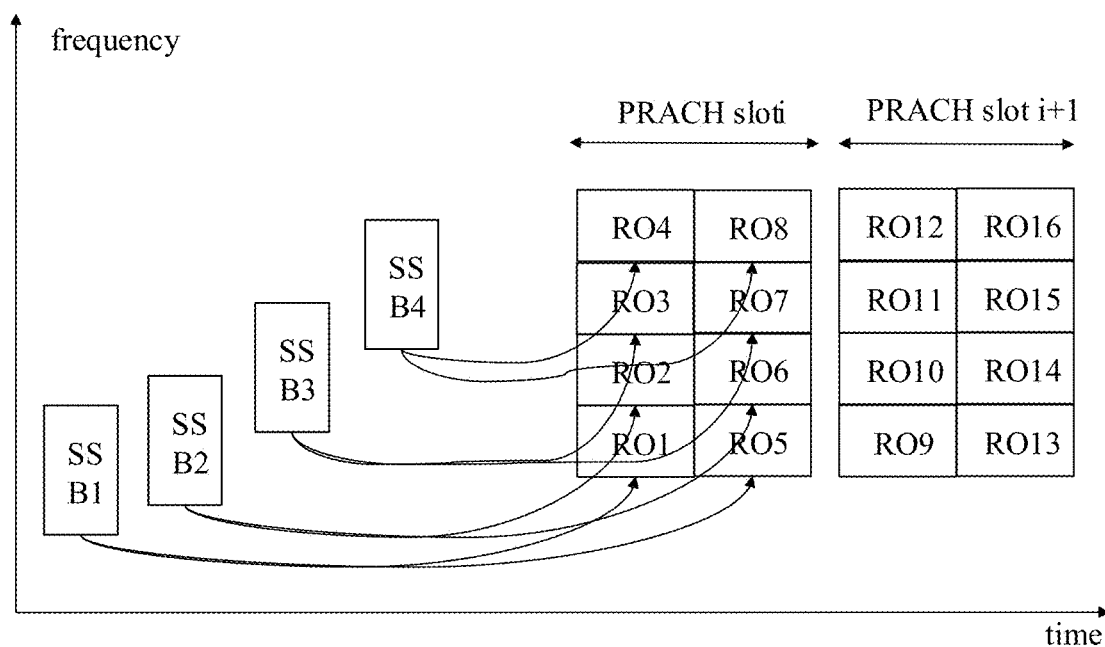 frequency
PRACH sloti
PRACH slot i+1
RO4 RO8 RO12 RO16
SS
B4
RO3 RO7 RO11 RO15
SS
B3
RO2 RO6 RO10 RO14
SS
B2
SS
B1
RO1 RO5 RO9 RO13
time